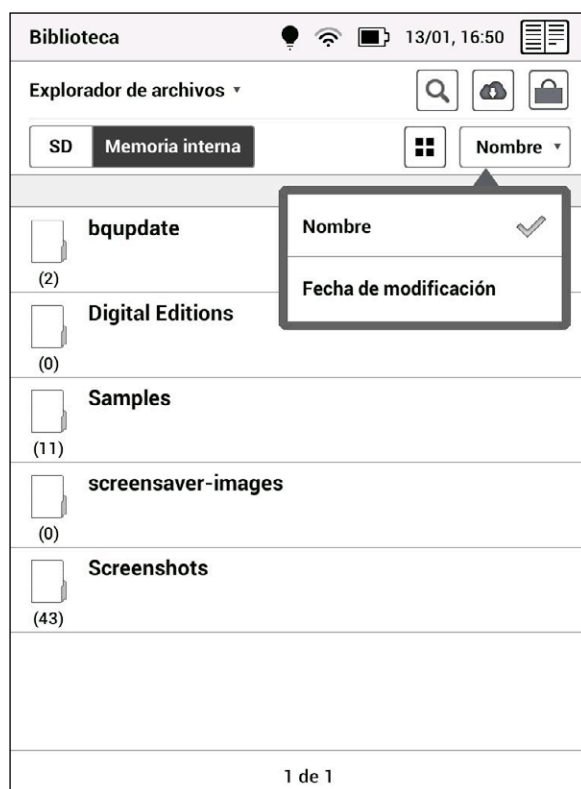 Biblioteca 13/01, 16:50
Explorador de archivos
SD Memoria interna Nombre
Nombre
Fecha de modificación
bqupdate
(2)
Digital Editions
(0)
Samples
(11)
screensaver-images
(0)
Screenshots
(43)
1 de 1